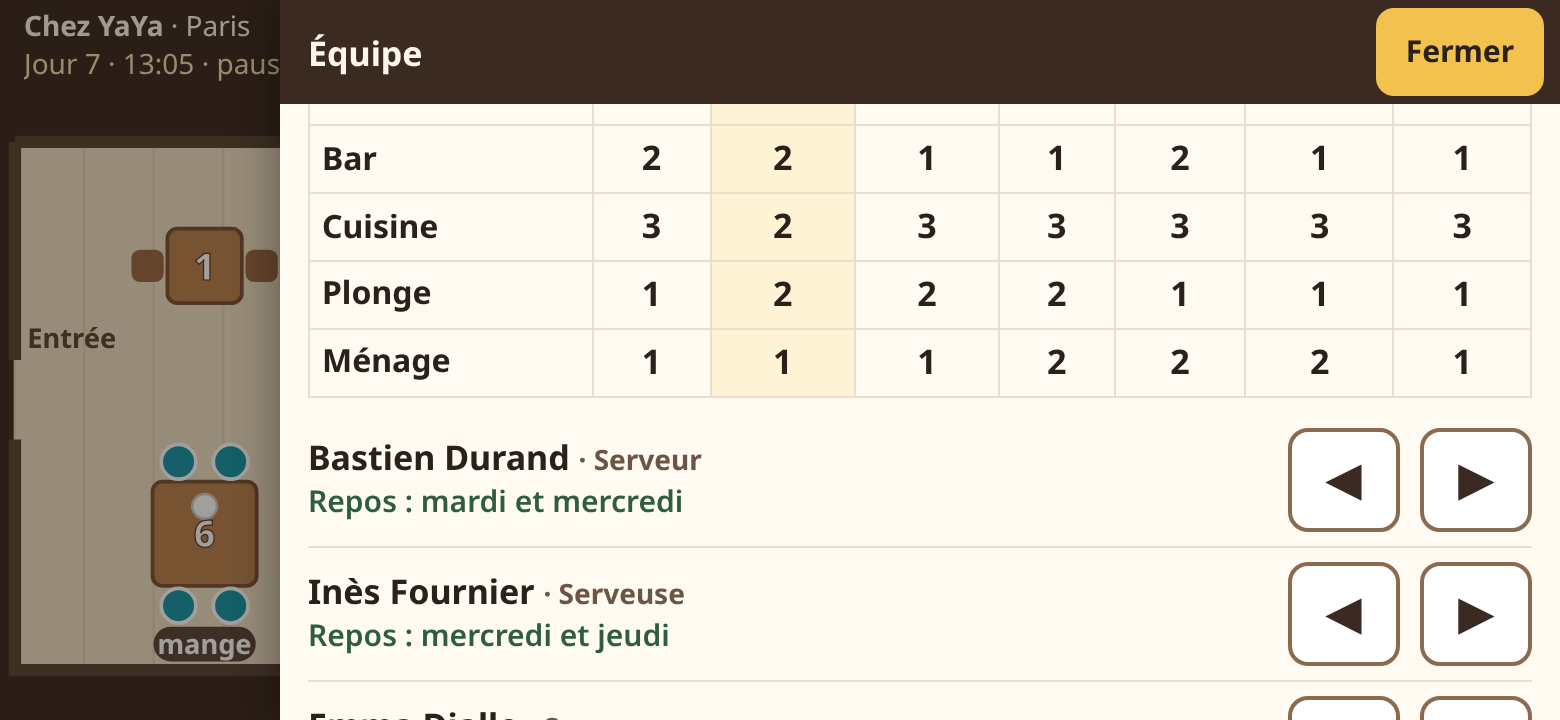 Chez YaYa · Paris
Jour 7 · 13:05 · paus
Équipe
Fermer
Bar 2 2 1 1 2 1 1
Cuisine 3 2 3 3 3 3 3
Plonge 1 2 2 2 1 1 1
Ménage 1 1 1 2 2 2 1
1
Entrée
6
mange
Bastien Durand · Serveur
Repos : mardi et mercredi
◀ ▶
Inès Fournier · Serveuse
Repos : mercredi et jeudi
◀ ▶